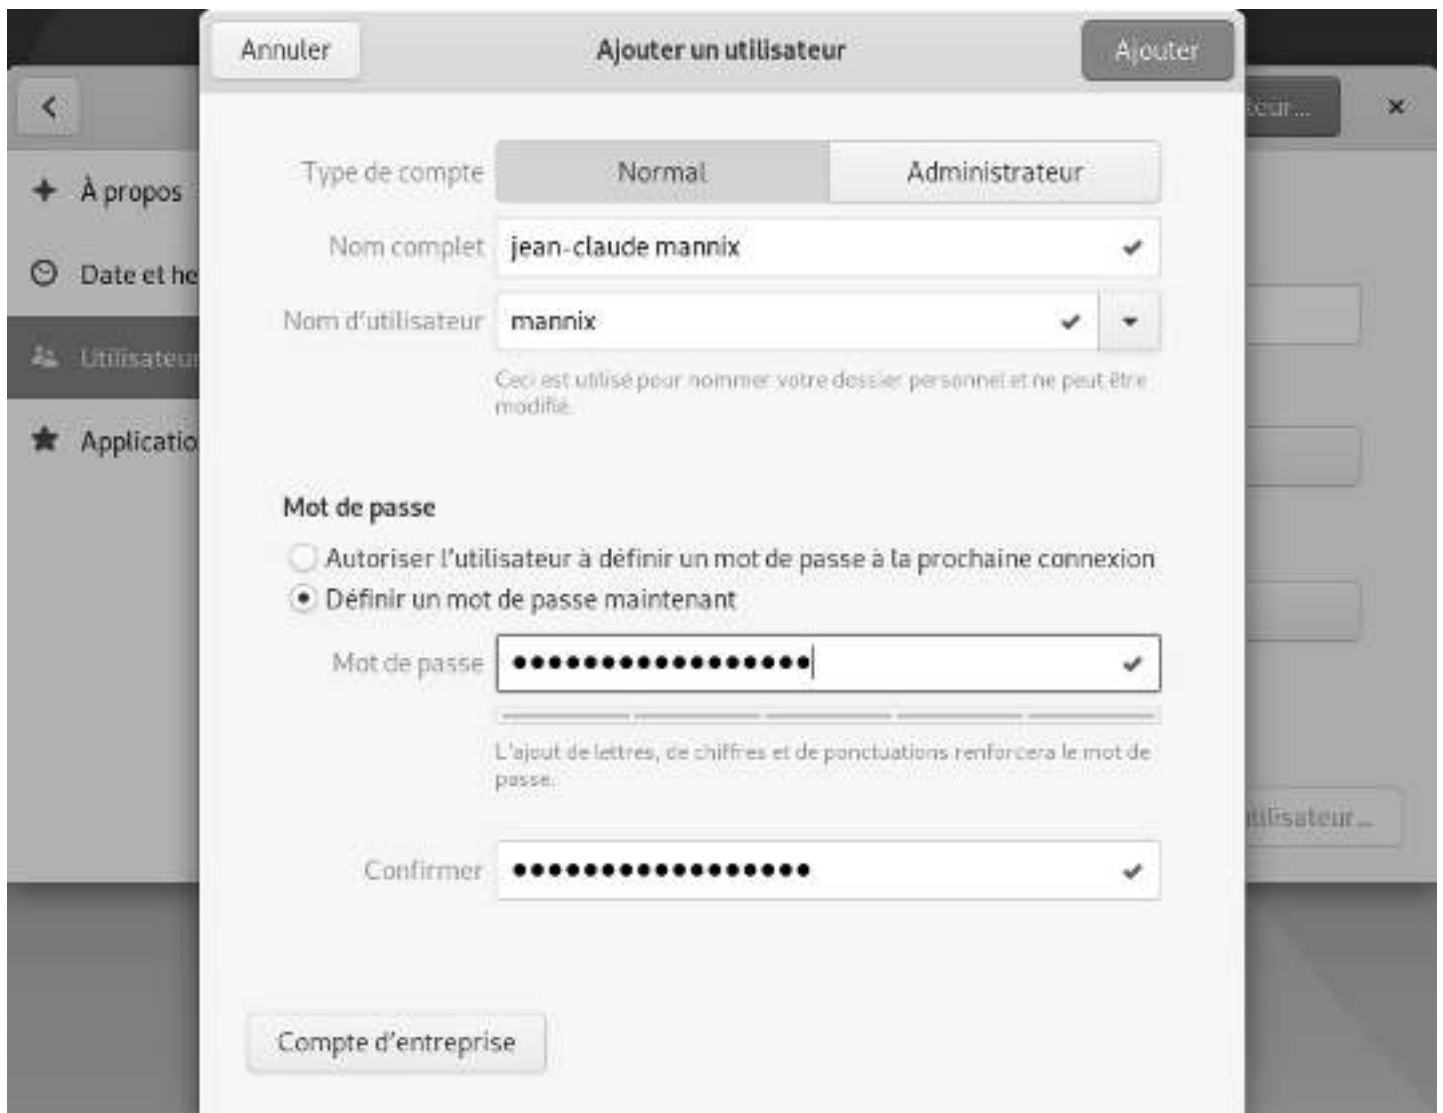 Annuler
Ajouter un utilisateur
Ajouter
teur...
À propos
Date et he
Utilisateur
Applicatio
Type de compte
Normal
Administrateur
Nom complet
jean-claude mannix
Nom d'utilisateur
mannix
Ceci est utilisé pour nommer votre dossier personnel et ne peut être
modifié.
Mot de passe
Autoriser l'utilisateur à définir un mot de passe à la prochaine connexion
Définir un mot de passe maintenant
Mot de passe
L'ajout de lettres, de chiffres et de ponctuations renforcera le mot de
passe.
utilisateur...
Confirmer
Compte d'entreprise